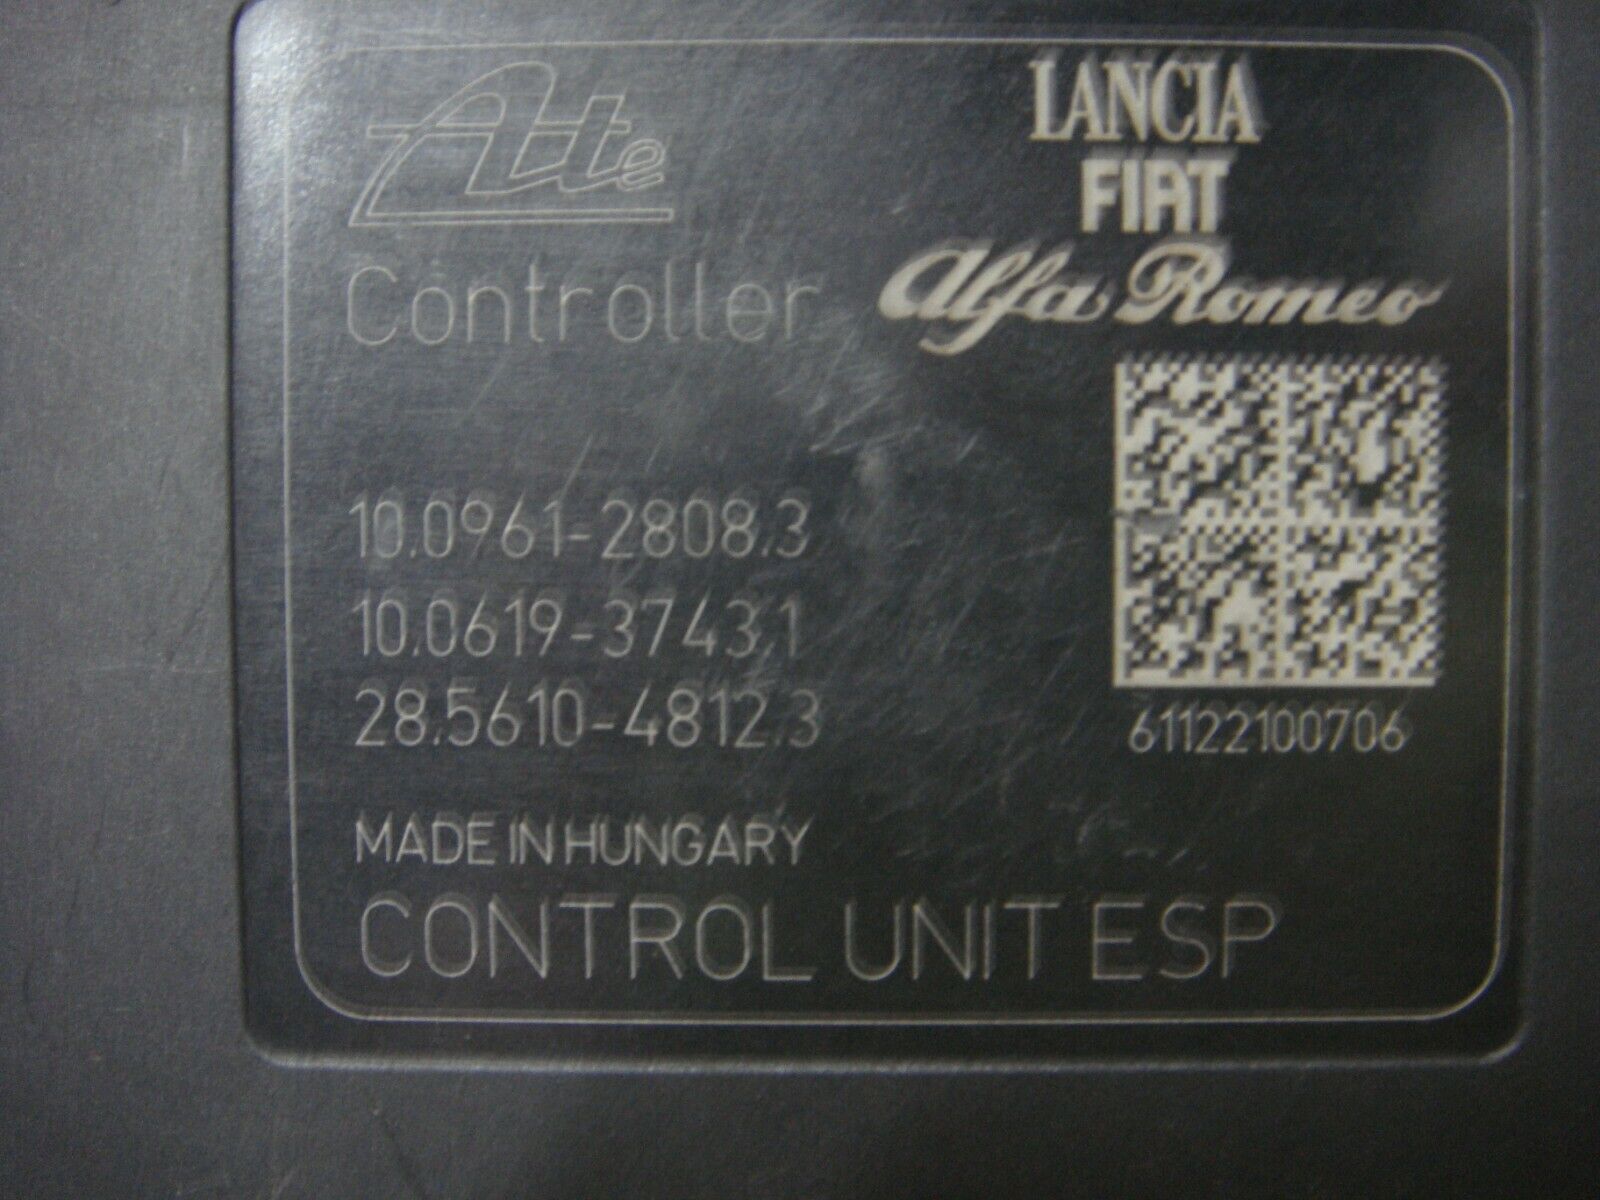 Ate
LANCIA
FIAT
Alfa Romeo
Controller
10.0961-2808.3
10.0619-3743.1
28.5610-4812.3
61122100706
MADE IN HUNGARY
CONTROL UNIT ESP